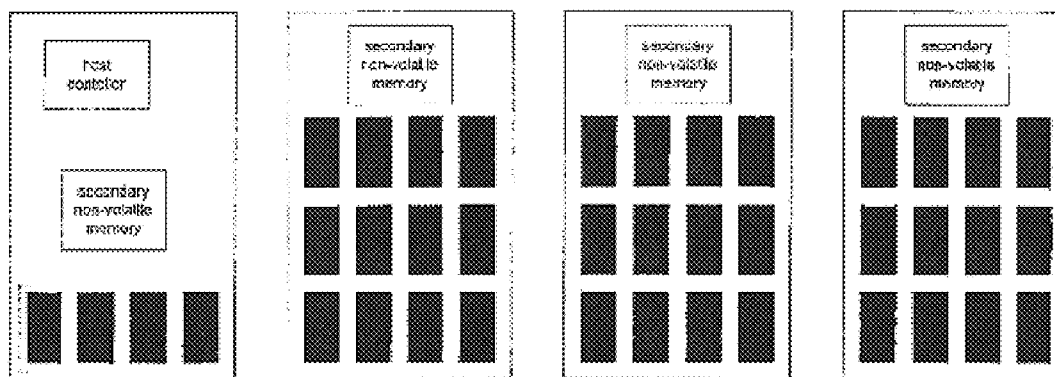 host
controller
secondary
non-volatile
memory
secondary
non-volatile
memory
secondary
non-volatile
memory
secondary
non-volatile
memory